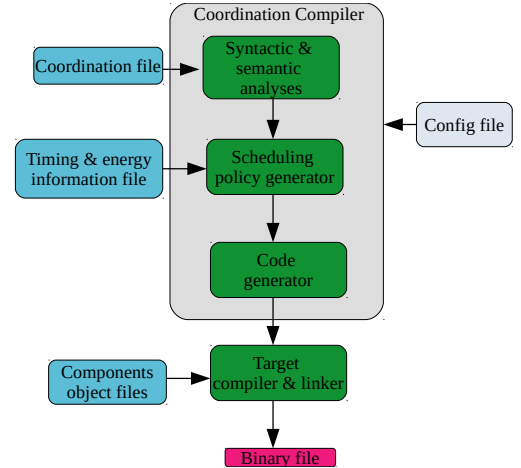 Coordination Compiler
Syntactic &
semantic
analyses
Coordination file
Config file
Timing & energy
information file
Scheduling
policy generator
Code
generator
Components
object files
Target
compiler & linker
Binary file